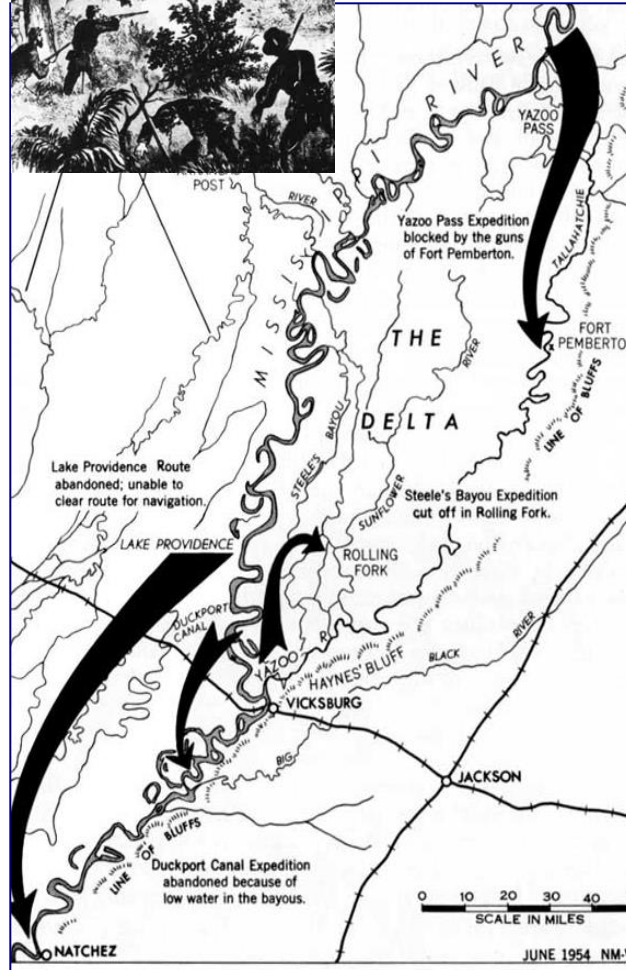 RIVER
MISSISSIPPI
YAZOO
PASS
POST
RIVER
TALLAHATCHIE
Yazoo Pass Expedition
blocked by the guns
of Fort Pemberton.
THE
DELTA
FORT
PEMBERTO
RIVER
LINE OF BLUFFS
STEELE'S BAYOU
Lake Providence Route
abandoned; unable to
clear route for navigation.
Steele's Bayou Expedition
cut off in Rolling Fork.
SUNFLOWER
LAKE PROVIDENCE
ROLLING
FORK
DUCKPORT
CANAL
YAZOO R.
HAYNES' BLUFF
BLACK
RIVER
VICKSBURG
BIG
JACKSON
LINE OF BLUFFS
Duckport Canal Expedition
abandoned because of
low water in the bayous.
0 10 20 30 40
SCALE IN MILES
NATCHEZ
JUNE 1954 NM-